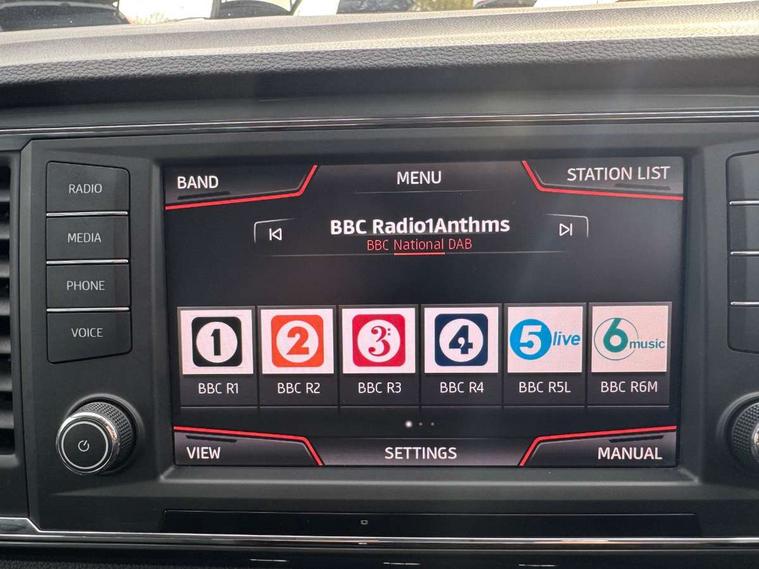 BAND MENU STATION LIST
RADIO
BBC Radio1Anthms
BBC National DAB
MEDIA
PHONE
VOICE
1 2 3 4 5 live 6 music
BBC R1 BBC R2 BBC R3 BBC R4 BBC R5L BBC R6M
VIEW SETTINGS MANUAL